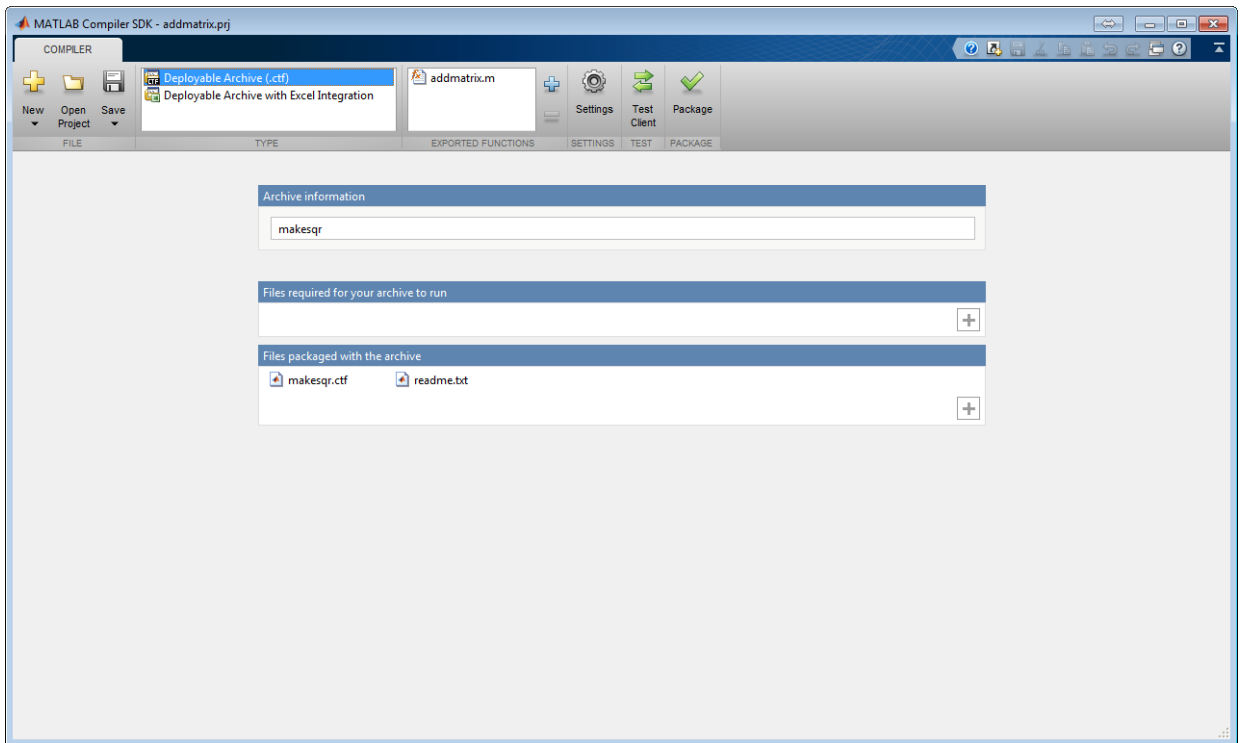 MATLAB Compiler SDK - addmatrix.prj
COMPILER
New
Open Project
Save
FILE
Deployable Archive (.ctf)
Deployable Archive with Excel Integration
TYPE
addmatrix.m
EXPORTED FUNCTIONS
Settings
SETTINGS
Test Client
TEST
Package
PACKAGE
Archive information
makesqr
Files required for your archive to run
Files packaged with the archive
makesqr.ctf readme.txt